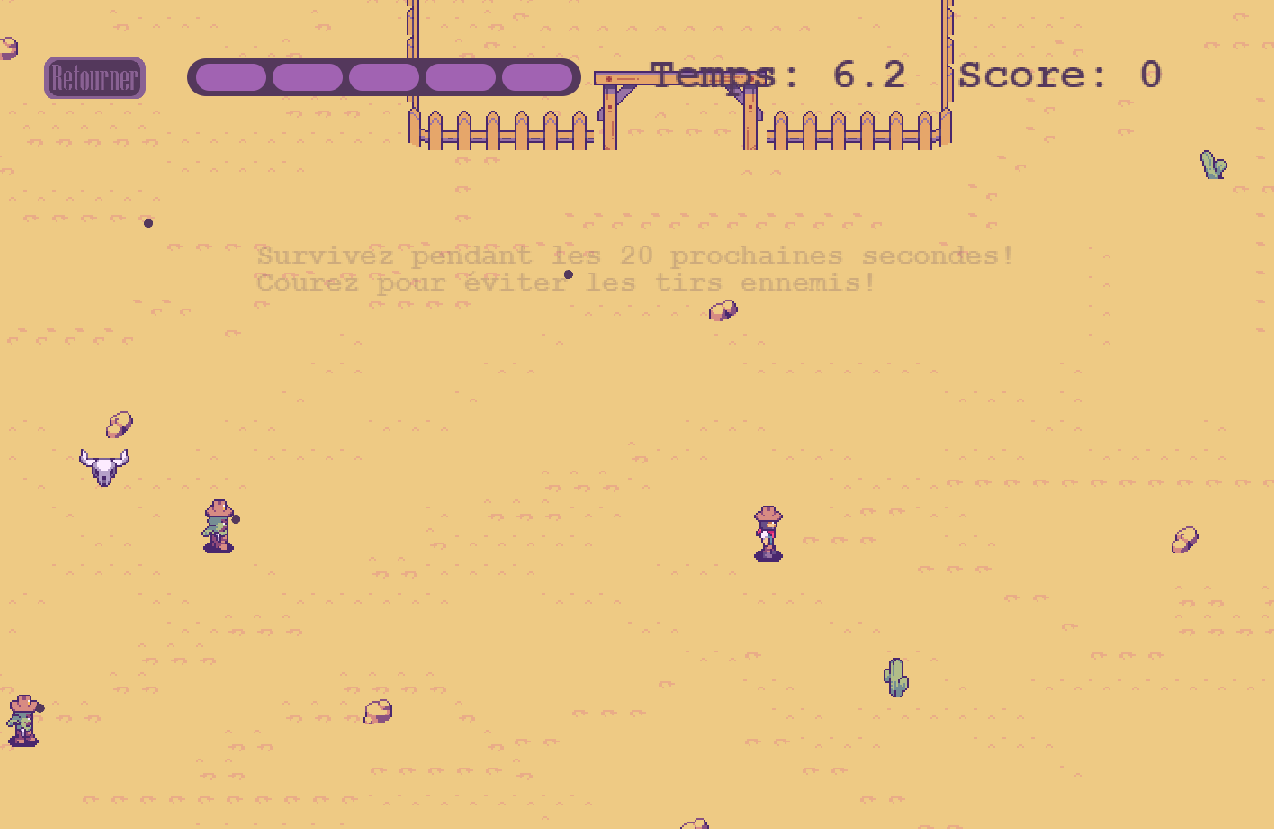 Retourner
Temps: 6.2
Score: 0
Survivez pendant les 20 prochaines secondes!
Courez pour éviter les tirs ennemis!